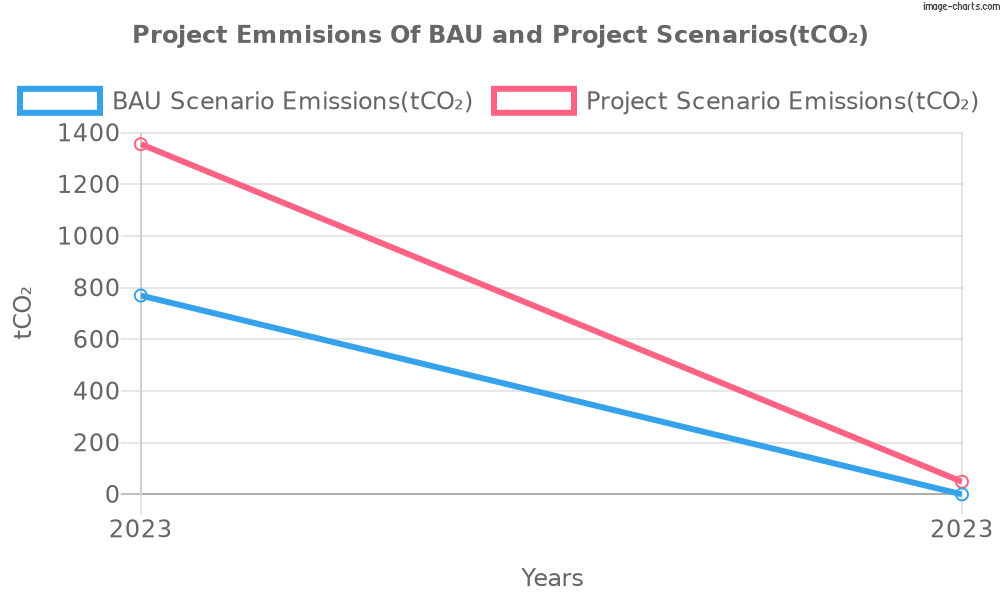 image-charts.com
Project Emmisions Of BAU and Project Scenarios(tCO₂)
BAU Scenario Emissions(tCO₂) Project Scenario Emissions(tCO₂)
1400
1200
1000
800
600
400
200
0
tCO₂
2023 2023
Years